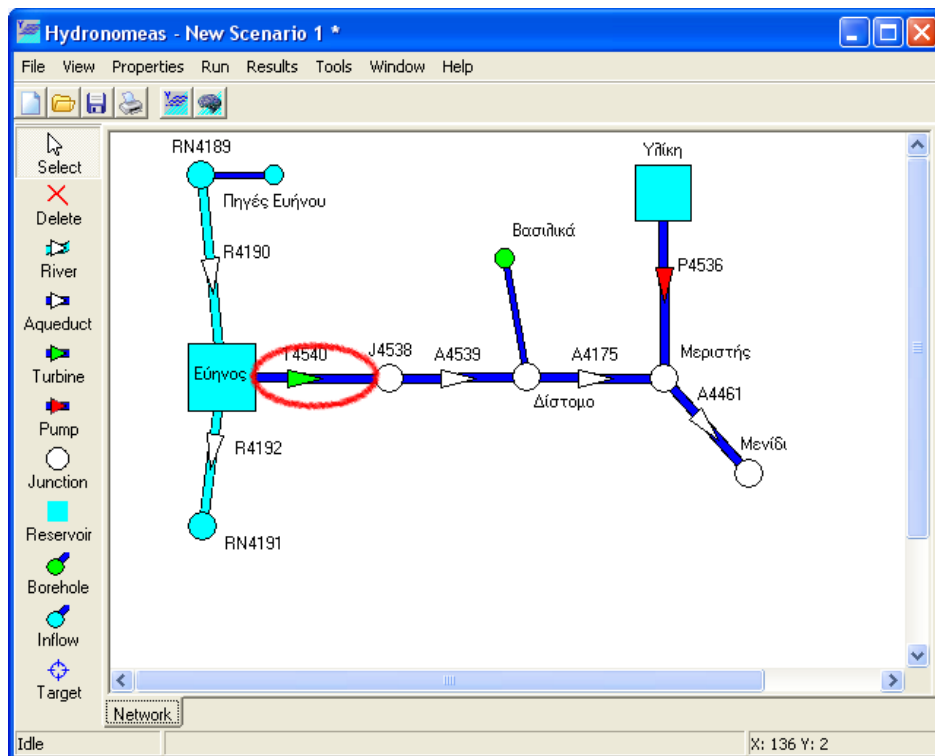 Hydronomeas - New Scenario 1 *
File View Properties Run Results Tools Window Help
Select
Delete
River
Aqueduct
Turbine
Pump
Junction
Reservoir
Borehole
Inflow
Target
RN4189
Πηγές Ευήνου
R4190
Υλίκη
Βασιλικά
P4536
Εύηνος
T4540
J4538
A4539
A4175
Μεριστής
Δίστομο
A4461
R4192
Μενίδι
RN4191
Network
Idle
X: 136 Y: 2